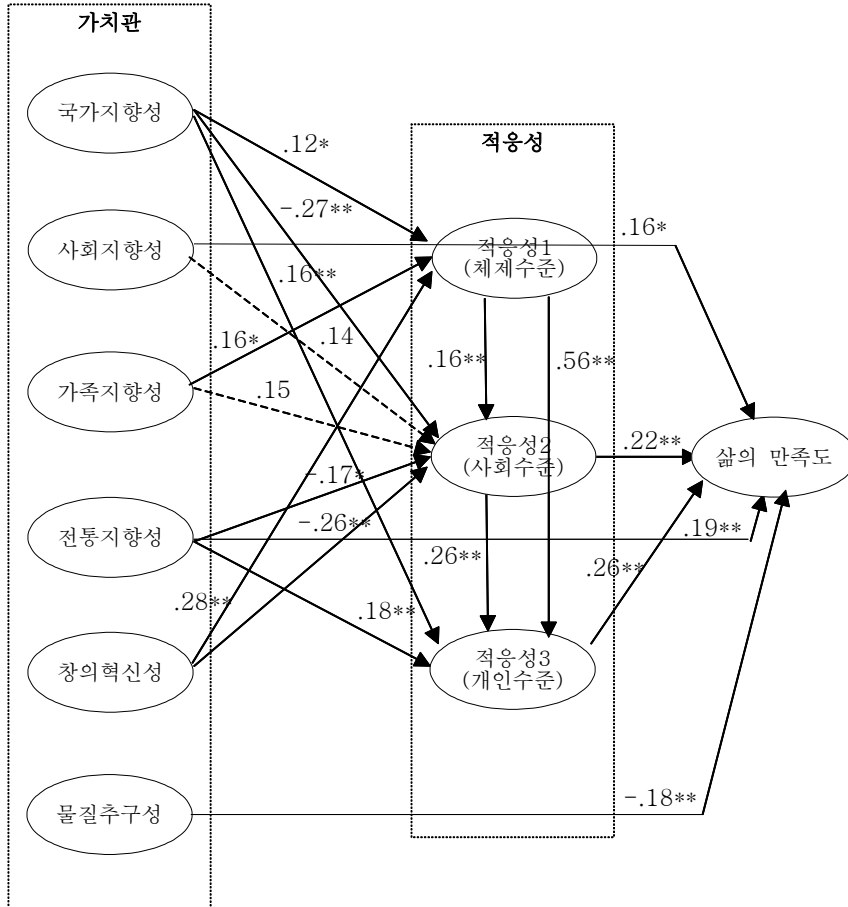 가치관
국가지향성
.12*
적응성
-.27**
사회지향성
.16*
적응성1
(체제수준)
.16**
.16*
.14
.16**
.56**
가족지향성
.15
적응성2
(사회수준)
.22**
삶의 만족도
-.17*
-.26**
전통지향성
.19**
.26**
.26**
.28**
.18**
창의혁신성
적응성3
(개인수준)
물질추구성
-.18**